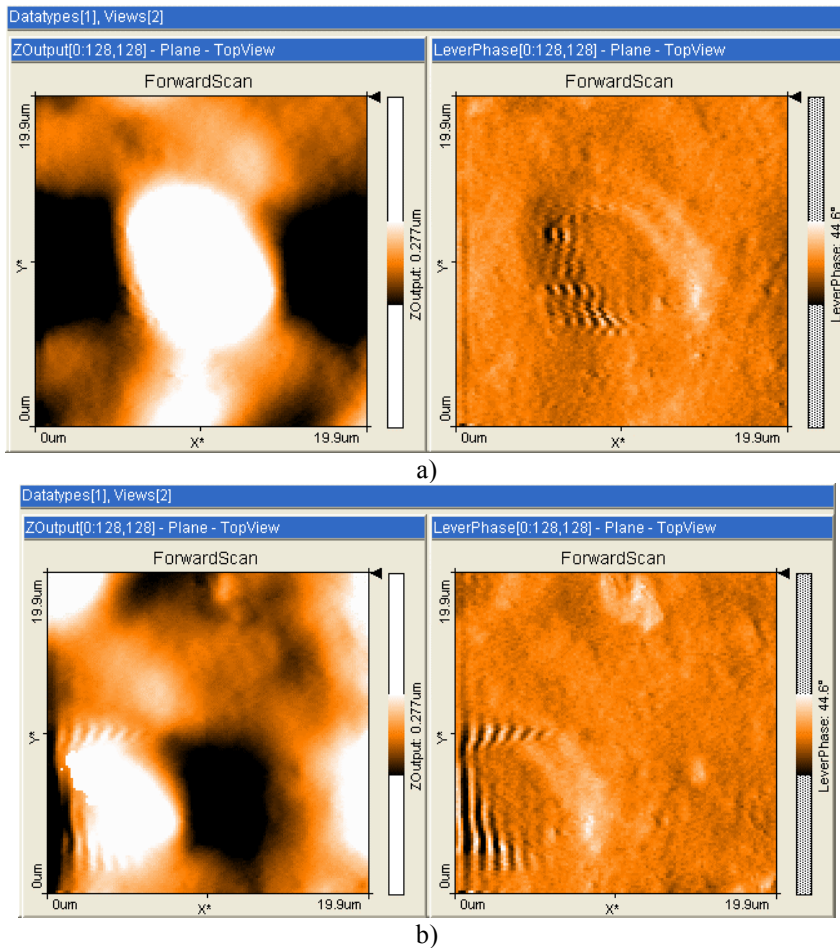 Datatypes[1], Views[2]
ZOutput[0:128,128] - Plane - TopView
ForwardScan
19.9um
Y*
0um
0um
X*
19.9um
ZOutput: 0.277um
LeverPhase[0:128,128] - Plane - TopView
ForwardScan
19.9um
Y*
0um
0um
X*
19.9um
LeverPhase: 44.6°
a)
Datatypes[1], Views[2]
ZOutput[0:128,128] - Plane - TopView
ForwardScan
19.9um
Y*
0um
0um
X*
19.9um
ZOutput: 0.277um
LeverPhase[0:128,128] - Plane - TopView
ForwardScan
19.9um
Y*
0um
0um
X*
19.9um
LeverPhase: 44.6°
b)